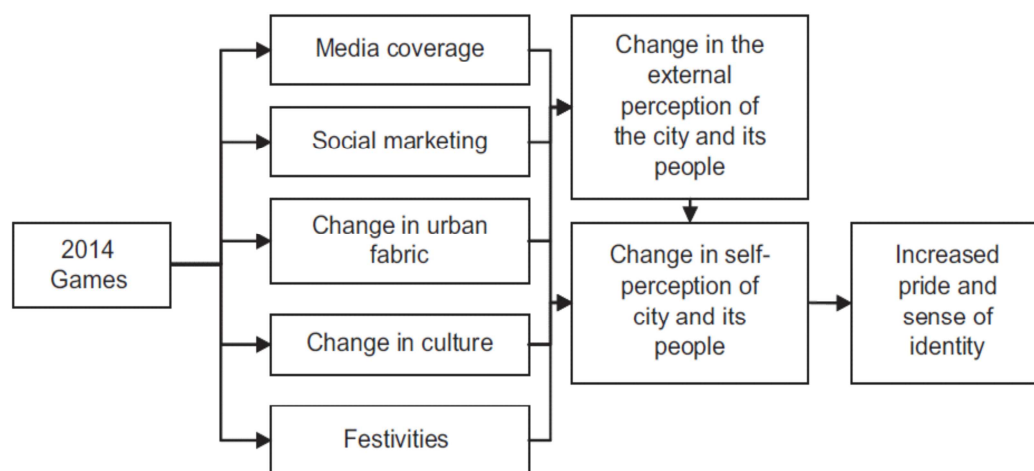 2014
Games
Media coverage
Social marketing
Change in urban
fabric
Change in culture
Festivities
Change in the
external
perception of
the city and its
people
Change in self-
perception of
city and its
people
Increased
pride and
sense of
identity